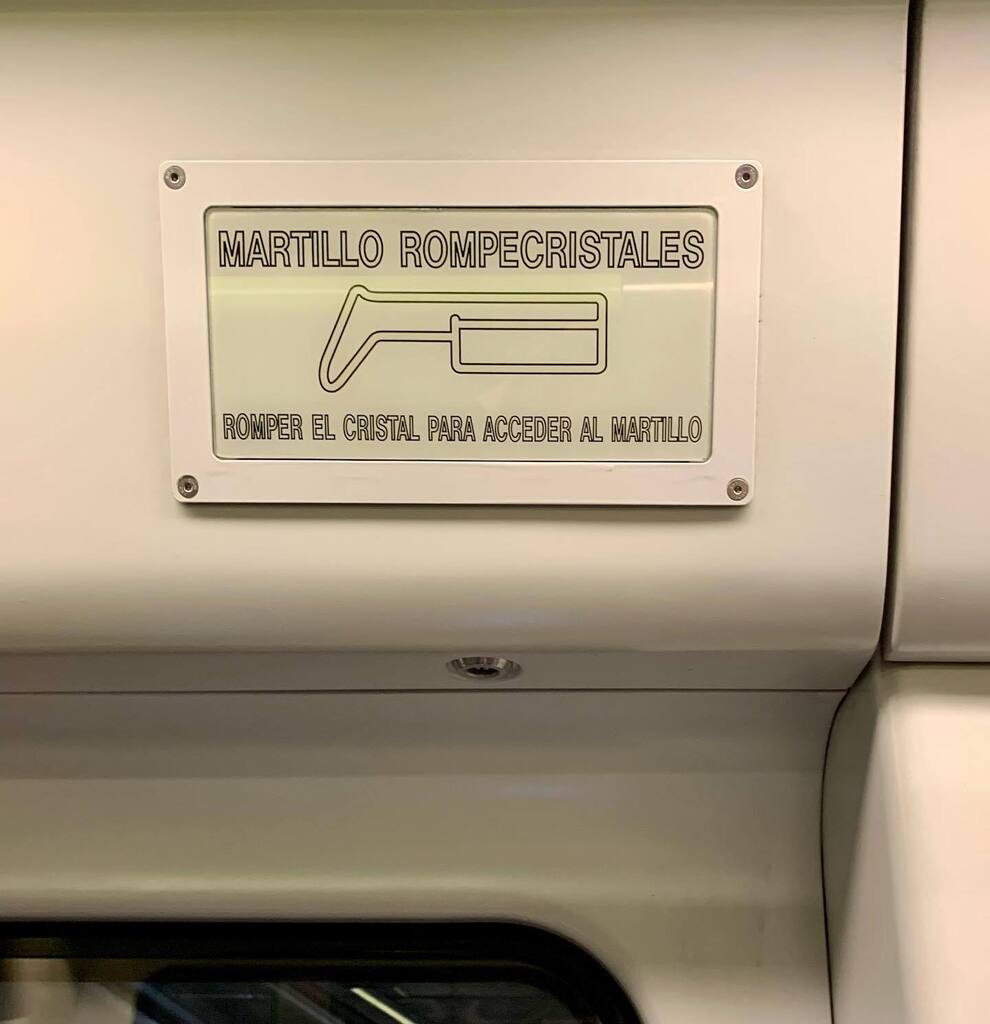 MARTILLO ROMPECRISTALES
ROMPER EL CRISTAL PARA ACCEDER AL MARTILLO